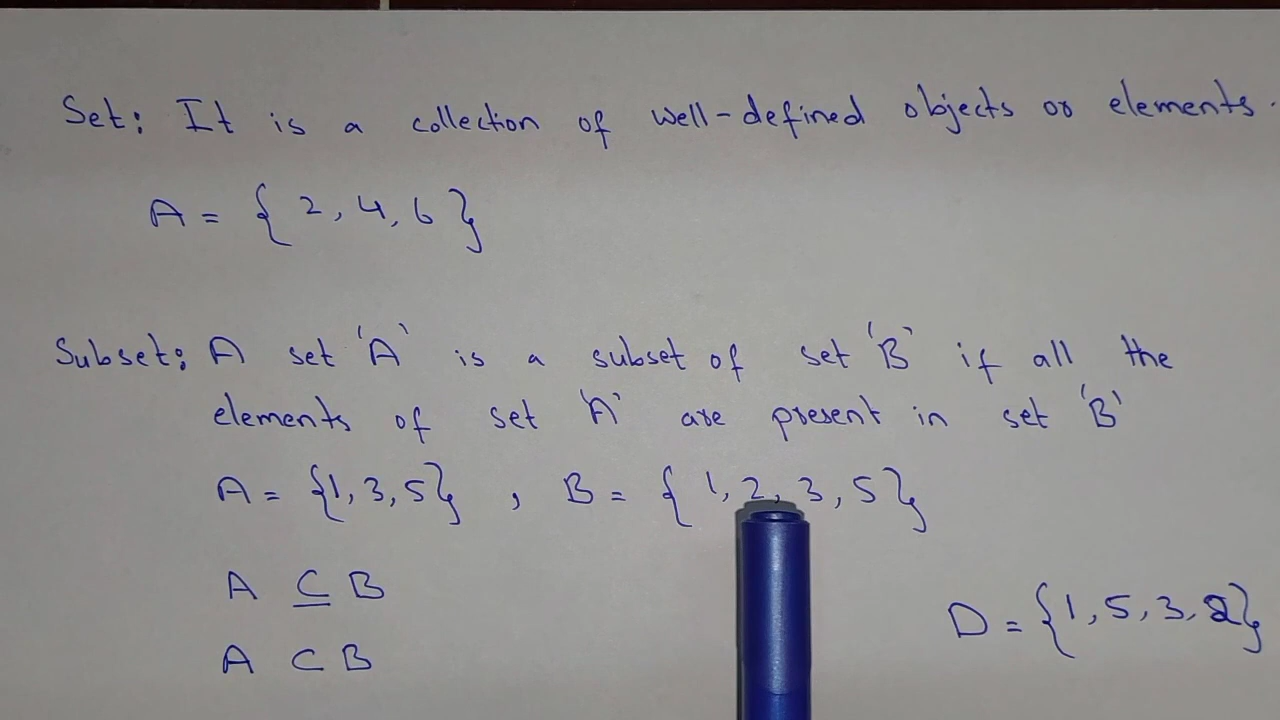 Set: It is a collection of well-defined objects or elements.
A = { 2, 4, 6 }
Subset: A set 'A' is a subset of set 'B' if all the
elements of set 'A' are present in set 'B'
A = {1, 3, 5} , B = { 1, 2, 3, 5}
A ⊆ B
A ⊂ B
D = {1, 5, 3, 2}